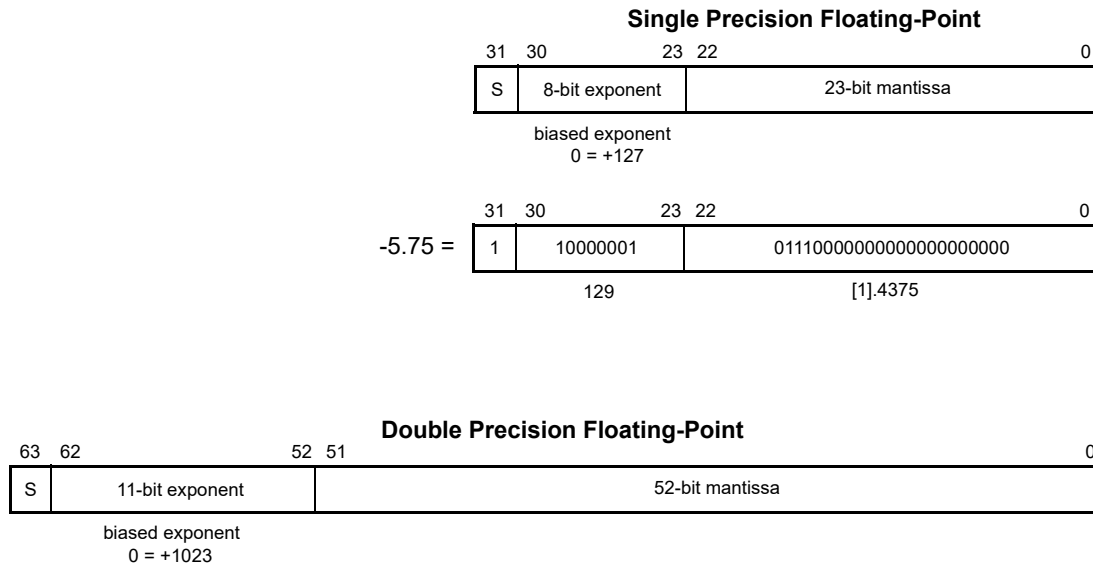 Single Precision Floating-Point
31 30 23 22 0
S 8-bit exponent 23-bit mantissa
biased exponent
0 = +127
31 30 23 22 0
-5.75 = 1 10000001 01110000000000000000000
129 [1].4375
Double Precision Floating-Point
63 62 52 51 0
S 11-bit exponent 52-bit mantissa
biased exponent
0 = +1023